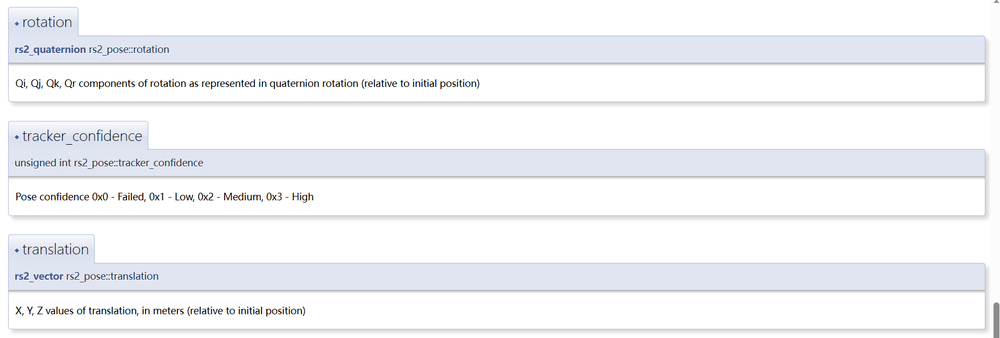 rotation
rs2_quaternion rs2_pose::rotation
Qi, Qj, Qk, Qr components of rotation as represented in quaternion rotation (relative to initial position)
tracker_confidence
unsigned int rs2_pose::tracker_confidence
Pose confidence 0x0 - Failed, 0x1 - Low, 0x2 - Medium, 0x3 - High
translation
rs2_vector rs2_pose::translation
X, Y, Z values of translation, in meters (relative to initial position)